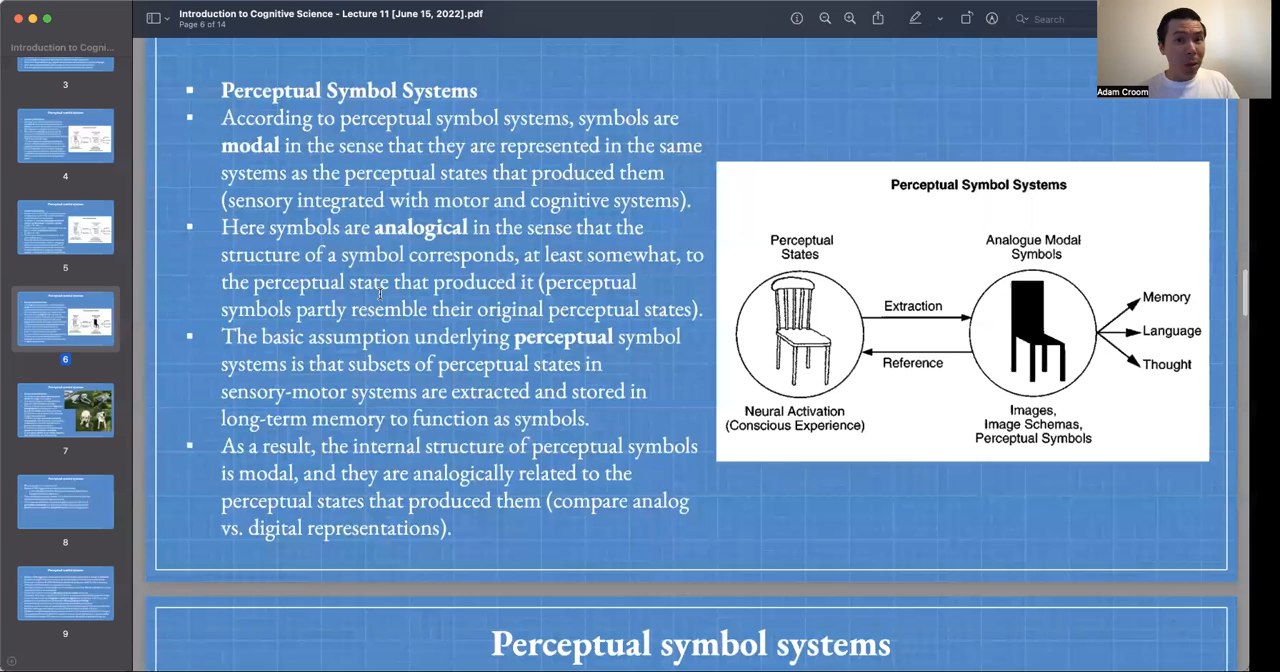 Introduction to Cognitive Science - Lecture 11 [June 15, 2022].pdf
Page 6 of 14
Search
Introduction to Cogni...
3
4
5
6
7
8
9
Adam Croom
Perceptual Symbol Systems
According to perceptual symbol systems, symbols are
modal in the sense that they are represented in the same
systems as the perceptual states that produced them
(sensory integrated with motor and cognitive systems).
Here symbols are analogical in the sense that the
structure of a symbol corresponds, at least somewhat, to
the perceptual state that produced it (perceptual
symbols partly resemble their original perceptual states).
The basic assumption underlying perceptual symbol
systems is that subsets of perceptual states in
sensory-motor systems are extracted and stored in
long-term memory to function as symbols.
As a result, the internal structure of perceptual symbols
is modal, and they are analogically related to the
perceptual states that produced them (compare analog
vs. digital representations).
Perceptual Symbol Systems
Perceptual
States
Analogue Modal
Symbols
Extraction
Reference
Memory
Language
Thought
Neural Activation
(Conscious Experience)
Images,
Image Schemas,
Perceptual Symbols
Perceptual symbol systems